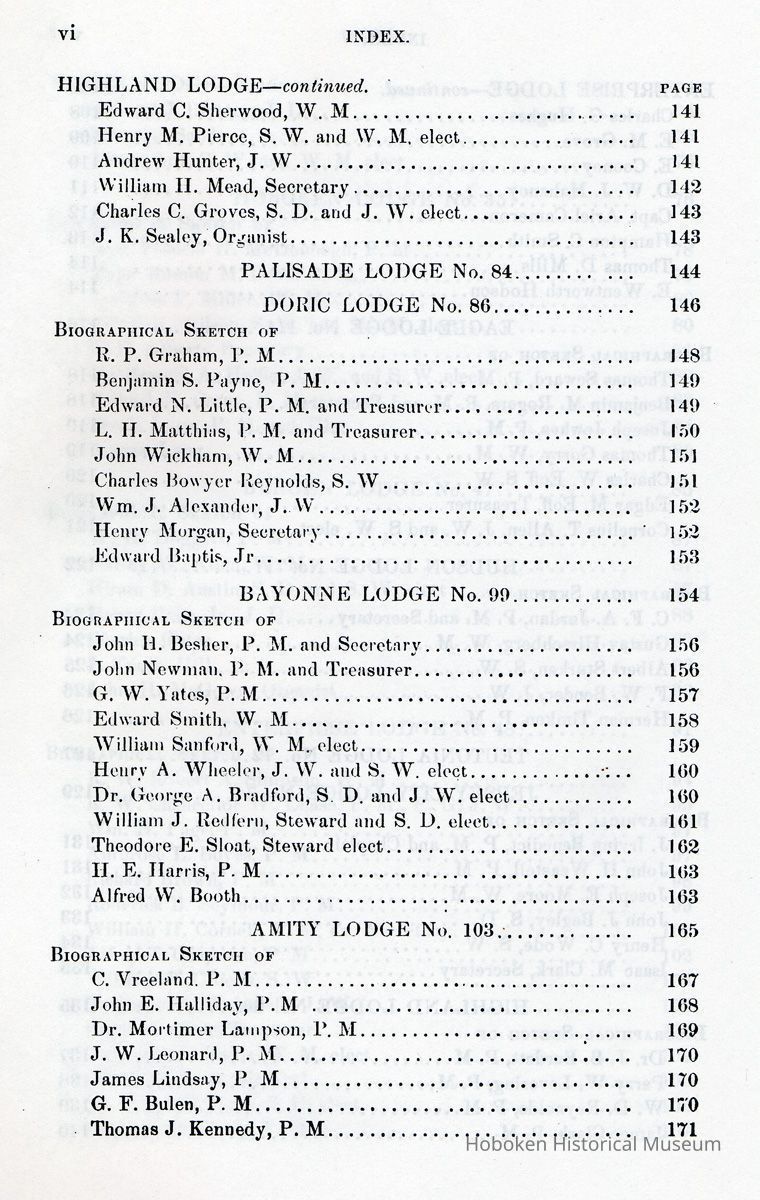 vi
INDEX.
HIGHLAND LODGE—continued. PAGE
Edward C. Sherwood, W. M. 141
Henry M. Pierce, S. W. and W. M. elect. 141
Andrew Hunter, J. W. 141
William H. Mead, Secretary 142
Charles C. Groves, S. D. and J. W. elect. 143
J. K. Sealey, Organist. 143
PALISADE LODGE No. 84. 144
DORIC LODGE No. 86. 146
BIOGRAPHICAL SKETCH OF
R. P. Graham, P. M. 148
Benjamin S. Payne, P. M. 149
Edward N. Little, P. M. and Treasurer. 149
L. H. Matthias, P. M. and Treasurer. 150
John Wickham, W. M. 151
Charles Bowyer Reynolds, S. W. 151
Wm. J. Alexander, J. W. 152
Henry Morgan, Secretary. 152
Edward Baptis, Jr. 153
BAYONNE LODGE No. 99. 154
BIOGRAPHICAL SKETCH OF
John H. Besher, P. M. and Secretary. 156
John Newman, P. M. and Treasurer. 156
G. W. Yates, P. M. 157
Edward Smith, W. M. 158
William Sanford, W. M. elect. 159
Henry A. Wheeler, J. W. and S. W. elect. 160
Dr. George A. Bradford, S. D. and J. W. elect. 160
William J. Redfern, Steward and S. D. elect. 161
Theodore E. Sloat, Steward elect. 162
H. E. Harris, P. M. 163
Alfred W. Booth. 163
AMITY LODGE No. 103. 165
BIOGRAPHICAL SKETCH OF
C. Vreeland. P. M. 167
John E. Halliday, P. M. 168
Dr. Mortimer Lampson, P. M. 169
J. W. Leonard, P. M. 170
James Lindsay, P. M. 170
G. F. Bulen, P. M. 170
Thomas J. Kennedy, P. M. 171
Hoboken Historical Museum